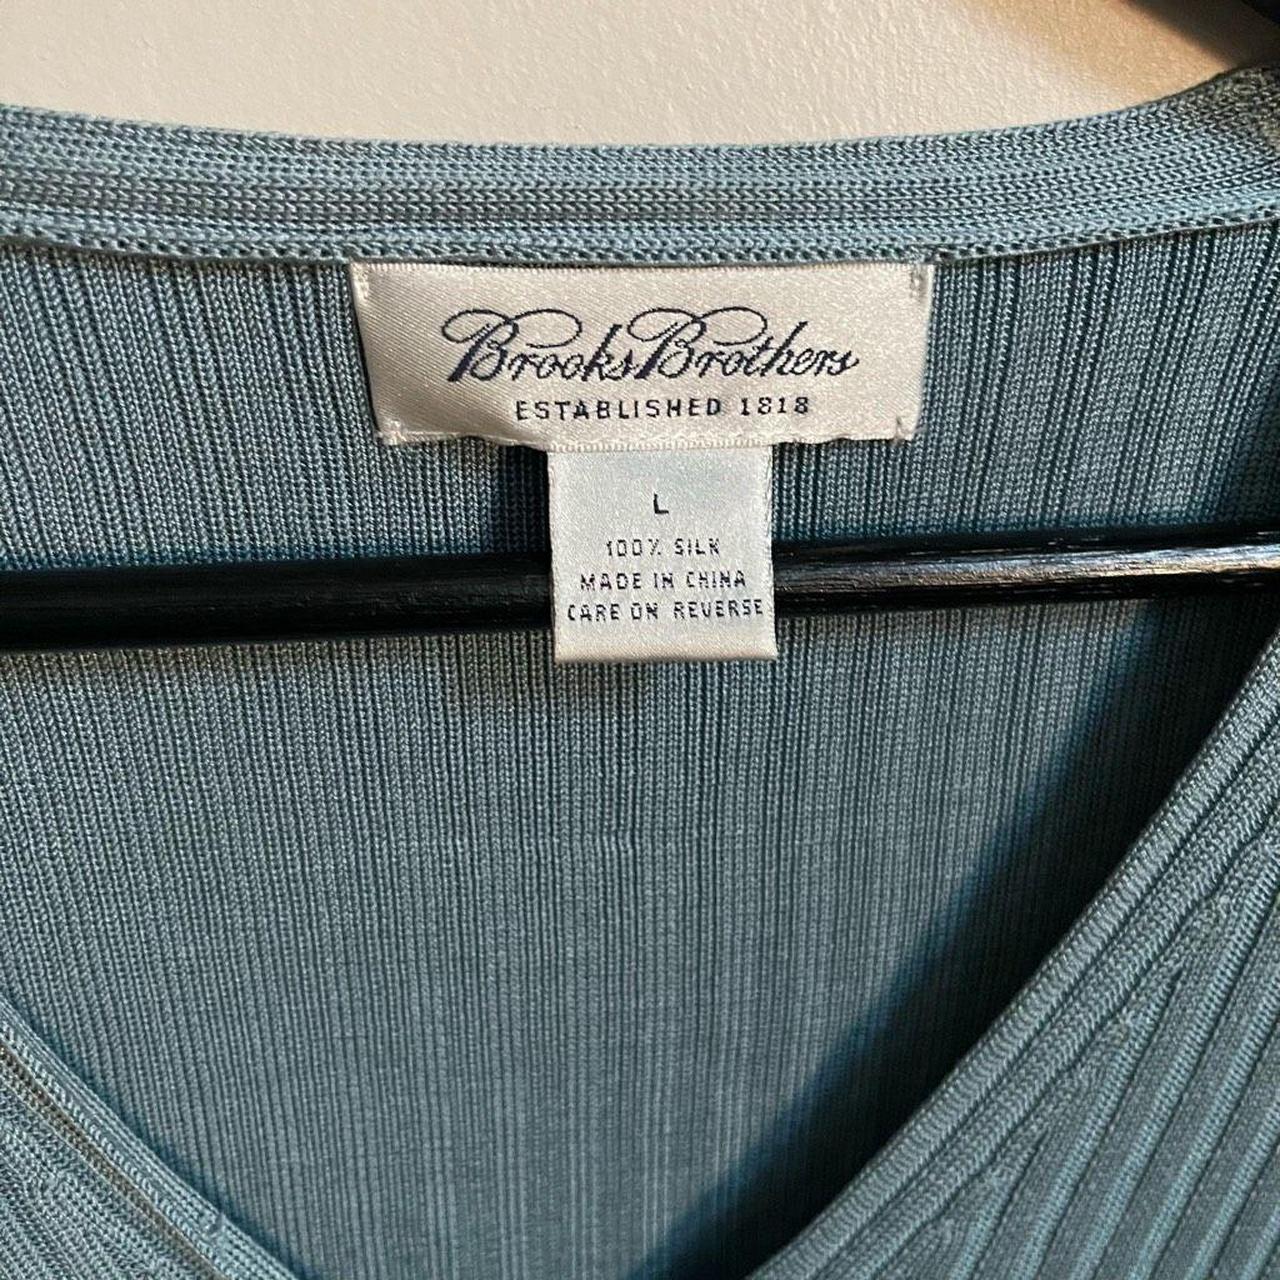 Brooks Brothers
ESTABLISHED 1818
L
100% SILK
MADE IN CHINA
CARE ON REVERSE